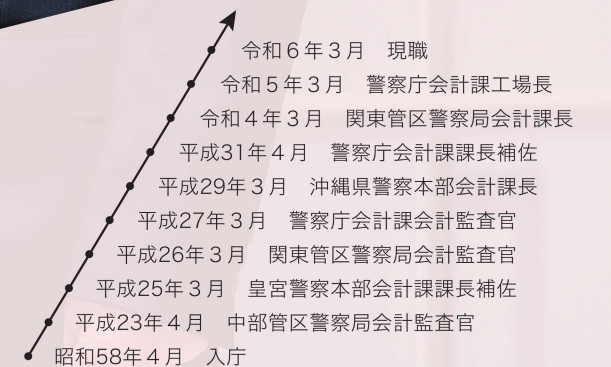 令和６年３月　現職
令和５年３月　警察庁会計課工場長
令和４年３月　関東管区警察局会計課長
平成31年４月　警察庁会計課課長補佐
平成29年３月　沖縄県警察本部会計課長
平成27年３月　警察庁会計課会計監査官
平成26年３月　関東管区警察局会計監査官
平成25年３月　皇宮警察本部会計課課長補佐
平成23年４月　中部管区警察局会計監査官
昭和58年４月　入庁